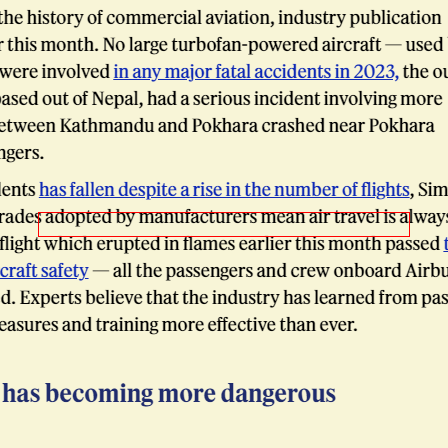 the history of commercial aviation, industry publication
this month. No large turbofan-powered aircraft — used
were involved in any major fatal accidents in 2023, the
ased out of Nepal, had a serious incident involving more
etween Kathmandu and Pokhara crashed near Pokhara
ngers.
ents has fallen despite a rise in the number of flights, Sim
rades adopted by manufacturers mean air travel is always
flight which erupted in flames earlier this month passed
craft safety — all the passengers and crew onboard Airbu
d. Experts believe that the industry has learned from pas
easures and training more effective than ever.
has becoming more dangerous